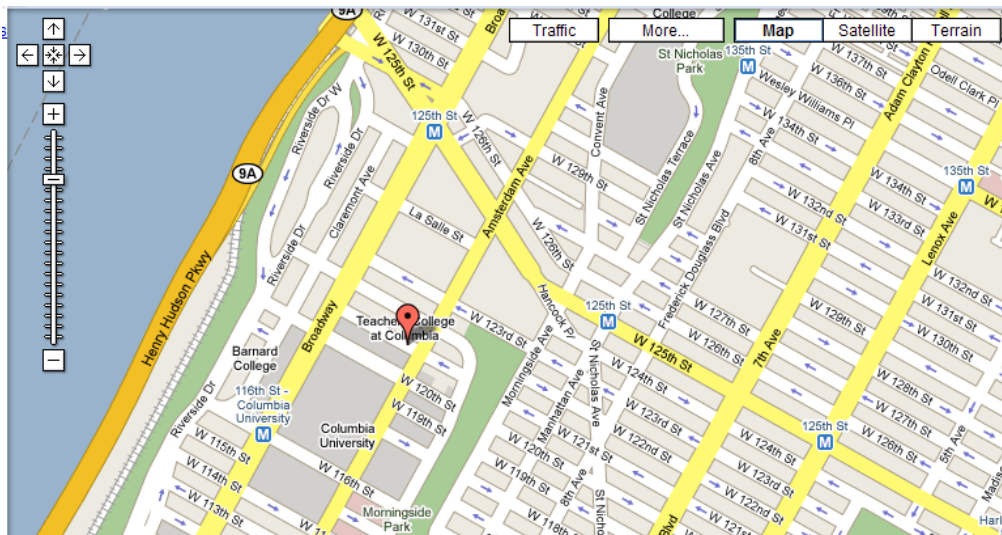 9A
College
Traffic
More...
Map
Satellite
Terrain
W 131st St
W 130th St
W 125th St
St Nicholas
Park
135th St
M
W 137th St
W 136th St
Odell Clark Pl
Adam Clayton
Wesley Williams Pl
W 134th St
Riverside Dr W
Riverside Dr
125th St
M
W 126th St
Convent Ave
8th Ave
9A
Claremont Ave
W 129th St
St Nicholas Terrace
St Nicholas Ave
W 134th St
W 133rd St
135th St
M
Amsterdam Ave
La Salle St
W 132nd St
W 131st St
Lenox Ave
Riverside Dr
W 126th St
Frederick Douglass Blvd
Henry Hudson Pkwy
Hancock Pl
125th St
M
W 132nd St
W 131st St
W 130th St
Broadway
Teachers College
at Columbia
W 123rd St
W 127th St
W 126th St
W 129th St
7th Ave
Barnard
College
Morningside Ave
St Nicholas Ave
W 125th St
W 124th St
116th St -
Columbia
University
M
W 120th St
W 119th St
Manhattan Ave
W 123rd St
W 122nd St
W 128th St
W 127th St
W 126th St
125th St
M
Riverside Dr
Columbia
University
W 121st St
W 120th St
W 119th St
W 118th St
8th Ave
W 124th St
W 123rd St
W 122nd St
5th Ave
W 115th St
W 114th St
W 113th St
W 116th St
Morningside
Park
Blvd